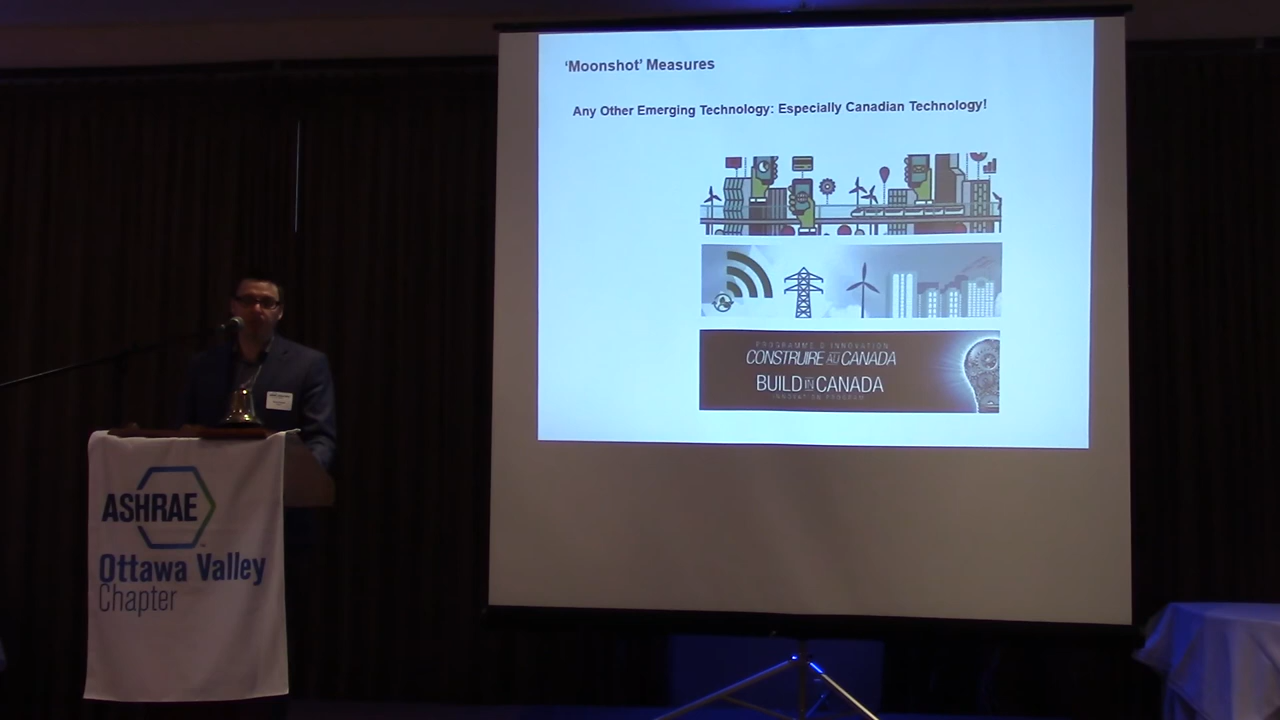 ‘Moonshot’ Measures
Any Other Emerging Technology: Especially Canadian Technology!
PROGRAMME D'INNOVATION
CONSTRUIRE AU CANADA
BUILD IN CANADA
INNOVATION PROGRAM
ASHRAE
Ottawa Valley
Chapter